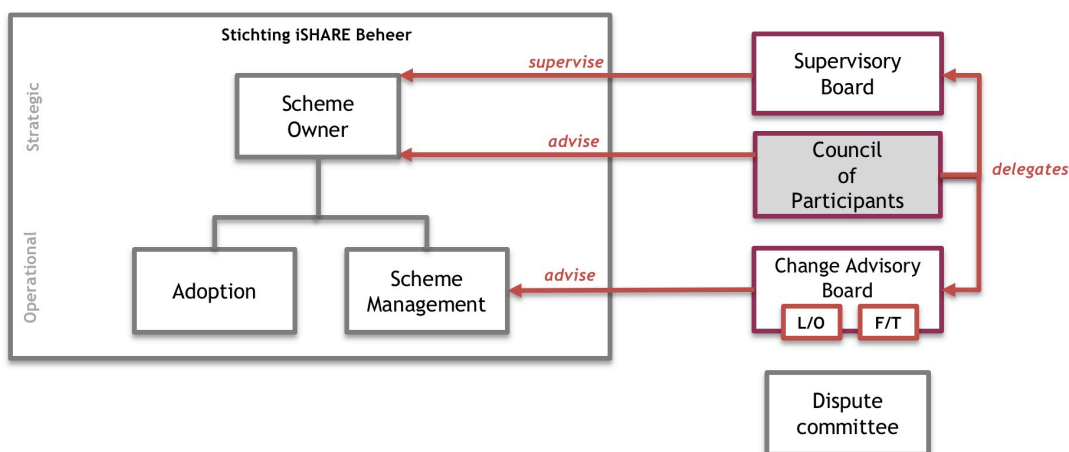 Stichting iSHARE Beheer
Strategic
Operational
Scheme
Owner
Adoption
Scheme
Management
supervise
advise
advise
Supervisory
Board
Council
of
Participants
delegates
Change Advisory
Board
L/O
F/T
Dispute
committee